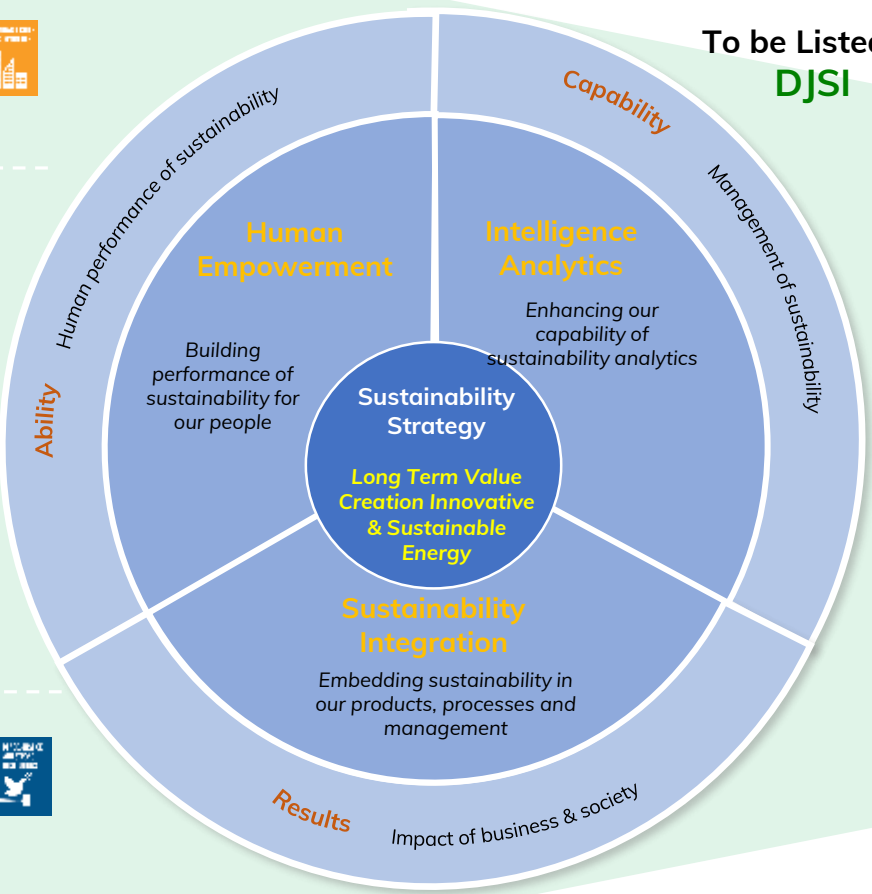 To be Listed
DJSI
Capability
Management of sustainability
Human performance of sustainability
Ability
Human
Empowerment
Building
performance of
sustainability for
our people
Intelligence
Analytics
Enhancing our
capability of
sustainability analytics
Sustainability
Strategy
Long Term Value
Creation Innovative
& Sustainable
Energy
Sustainability
Integration
Embedding sustainability in
our products, processes and
management
Results
Impact of business & society